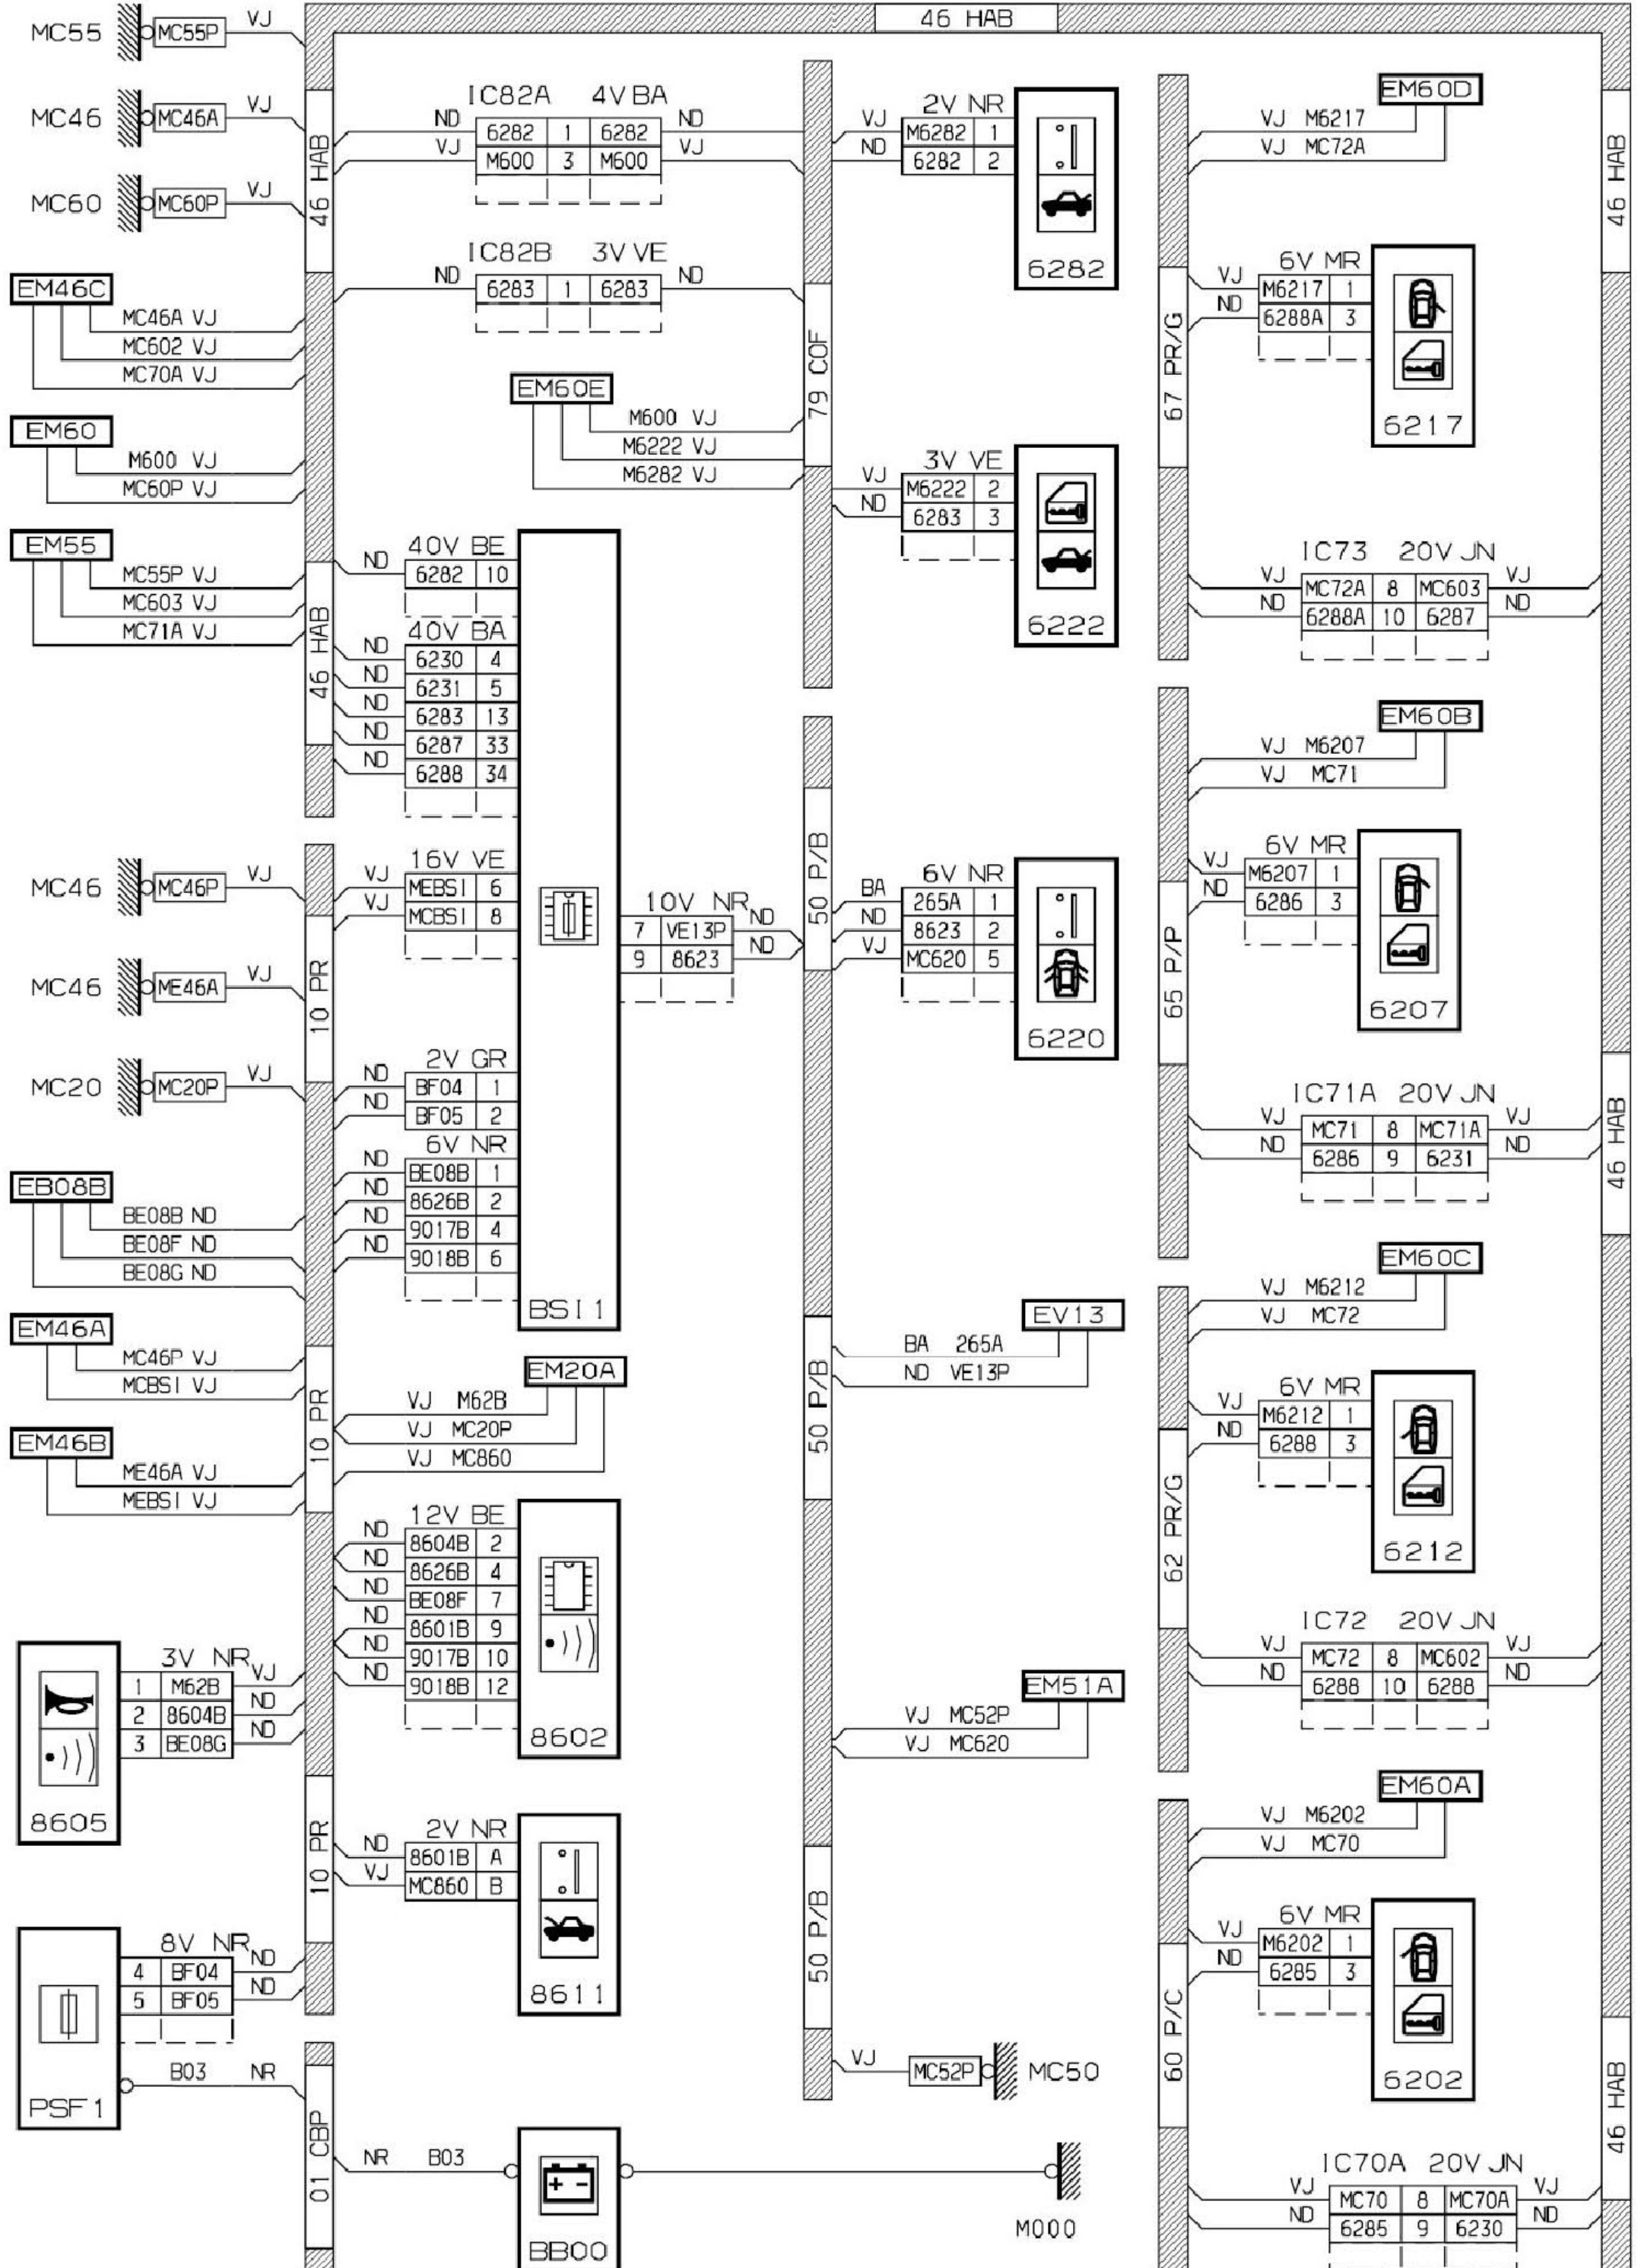 46 HAB
MC55 MC55P VJ
MC46 MC46A VJ
MC60 MC60P VJ
46 HAB
EM46C
MC46A VJ
MC602 VJ
MC70A VJ
EM60
M600 VJ
MC60P VJ
EM55
MC55P VJ
MC603 VJ
MC71A VJ
46 HAB
MC46 MC46P VJ
MC46 ME46A VJ
MC20 MC20P VJ
10 PR
EB08B
BE08B ND
BE08F ND
BE08G ND
EM46A
MC46P VJ
MCBSI VJ
EM46B
ME46A VJ
MEBSI VJ
10 PR
3V NR
1 M62B VJ
2 8604B ND
3 BE08G ND
8605
10 PR
8V NR
4 BF04 ND
5 BF05 ND
B03 NR
PSF1
01 CBP
IC82A 4V BA
ND 6282 1 6282 ND
VJ M600 3 M600 VJ
IC82B 3V VE
ND 6283 1 6283 ND
EM60E
M600 VJ
M6222 VJ
M6282 VJ
40V BE
ND 6282 10
40V BA
ND 6230 4
ND 6231 5
ND 6283 13
ND 6287 33
ND 6288 34
16V VE
VJ MEBSI 6
VJ MCBSI 8
10V NR
7 VE13P ND
9 8623 ND
2V GR
ND BF04 1
ND BF05 2
6V NR
ND BE08B 1
ND 8626B 2
ND 9017B 4
ND 9018B 6
BSI1
EM20A
VJ M62B
VJ MC20P
VJ MC860
12V BE
ND 8604B 2
ND 8626B 4
ND BE08F 7
ND 8601B 9
ND 9017B 10
ND 9018B 12
8602
2V NR
ND 8601B A
VJ MC860 B
8611
NR B03
BB00
M000
79 COF
2V NR
VJ M6282 1
ND 6282 2
6282
3V VE
VJ M6222 2
ND 6283 3
6222
50 P/B
6V NR
BA 265A 1
ND 8623 2
VJ MC620 5
6220
EV13
BA 265A
ND VE13P
50 P/B
EM51A
VJ MC52P
VJ MC620
50 P/B
VJ MC52P MC50
EM60D
VJ M6217
VJ MC72A
46 HAB
67 PR/G
6V MR
VJ M6217 1
ND 6288A 3
6217
IC73 20V JN
VJ MC72A 8 MC603 VJ
ND 6288A 10 6287 ND
EM60B
VJ M6207
VJ MC71
65 P/P
6V MR
VJ M6207 1
ND 6286 3
6207
IC71A 20V JN
VJ MC71 8 MC71A VJ
ND 6286 9 6231 ND
46 HAB
EM60C
VJ M6212
VJ MC72
62 PR/G
6V MR
VJ M6212 1
ND 6288 3
6212
IC72 20V JN
VJ MC72 8 MC602 VJ
ND 6288 10 6288 ND
EM60A
VJ M6202
VJ MC70
60 P/C
6V MR
VJ M6202 1
ND 6285 3
6202
46 HAB
IC70A 20V JN
VJ MC70 8 MC70A VJ
ND 6285 9 6230 ND